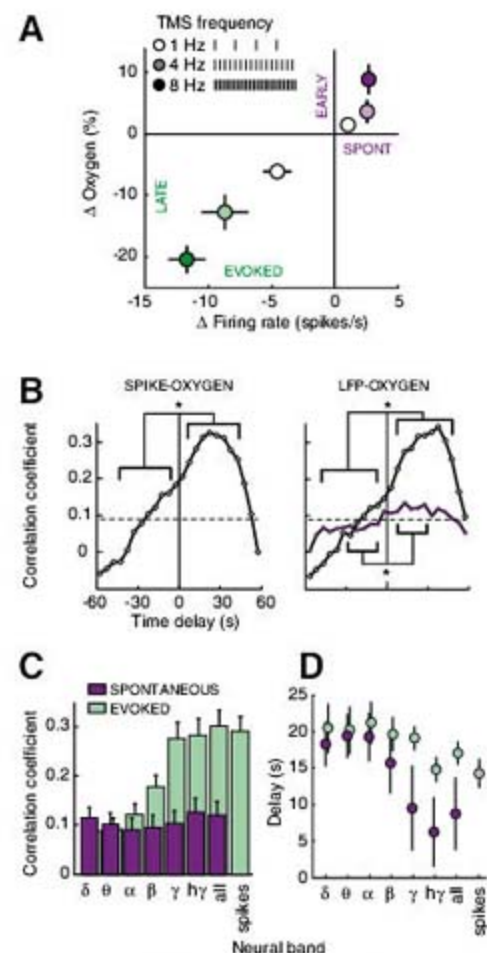 A
TMS frequency
1 Hz
4 Hz
8 Hz
10
0
-10
-20
Δ Oxygen (%)
EARLY
SPONT
LATE
EVOKED
-15
-10
-5
0
5
Δ Firing rate (spikes/s)
B
SPIKE-OXYGEN
LFP-OXYGEN
*
*
*
Correlation coefficient
0.3
0.2
0.1
0
-60
-30
0
30
60
Time delay (s)
C
SPONTANEOUS
EVOKED
Correlation coefficient
0.3
0.2
0.1
0
δ
θ
α
β
γ
hγ
all
spikes
D
Delay (s)
25
20
15
10
5
0
δ
θ
α
β
γ
hγ
all
spikes
Neural band